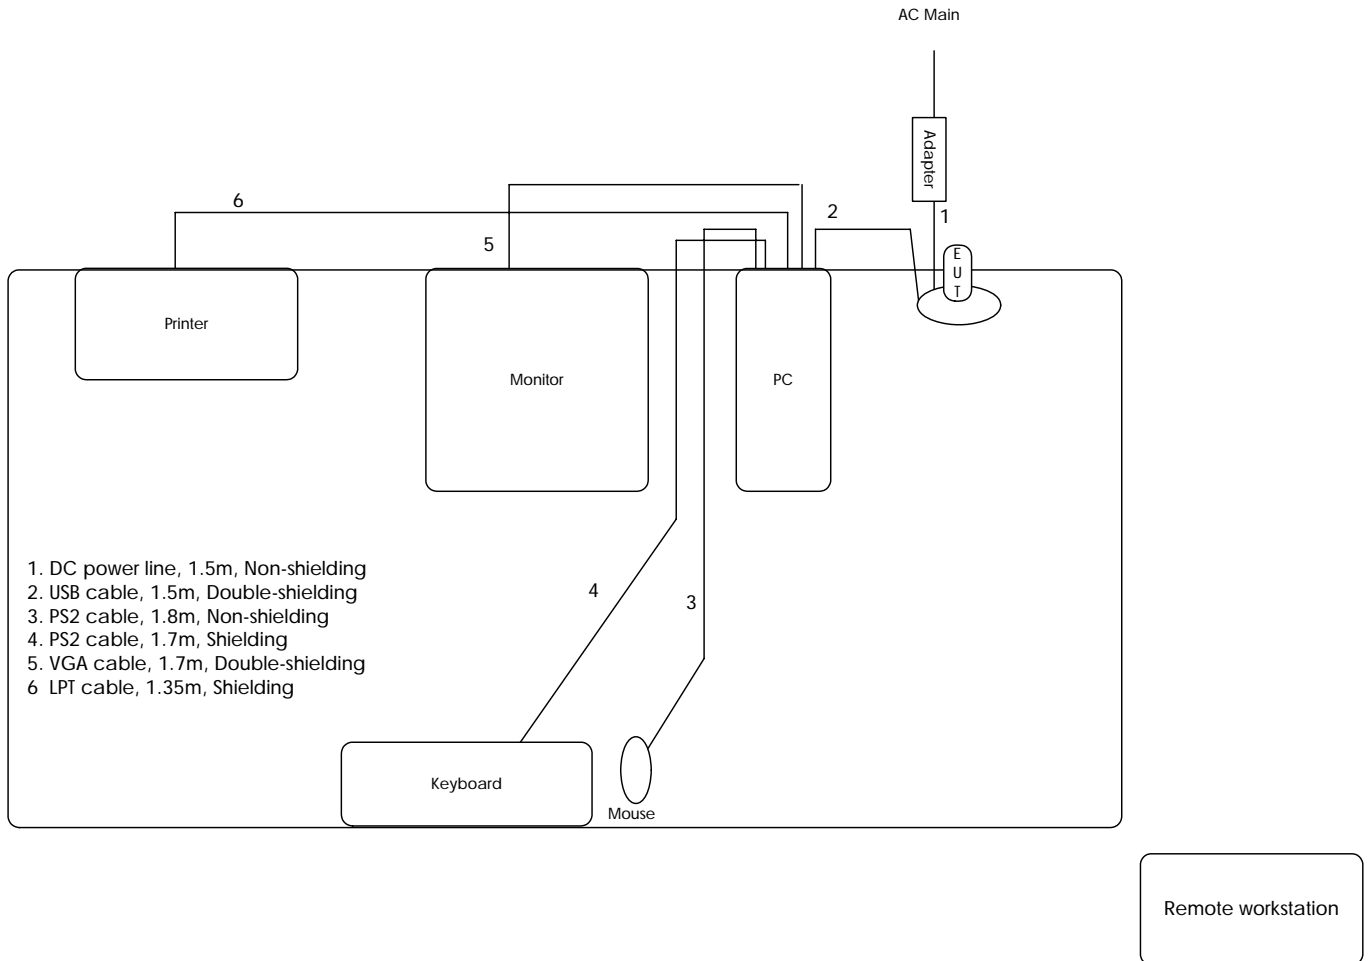 AC Main
Adapter
6
2
1
5
E
U
T
Printer
Monitor
PC
1. DC power line, 1.5m, Non-shielding
2. USB cable, 1.5m, Double-shielding
3. PS2 cable, 1.8m, Non-shielding
4. PS2 cable, 1.7m, Shielding
5. VGA cable, 1.7m, Double-shielding
6 LPT cable, 1.35m, Shielding
4
3
Keyboard
Mouse
Remote workstation